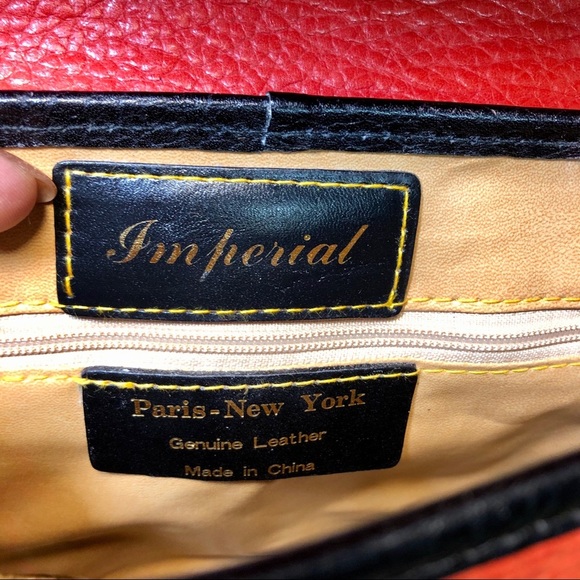 Imperial
Paris-New York
Genuine Leather
Made in China